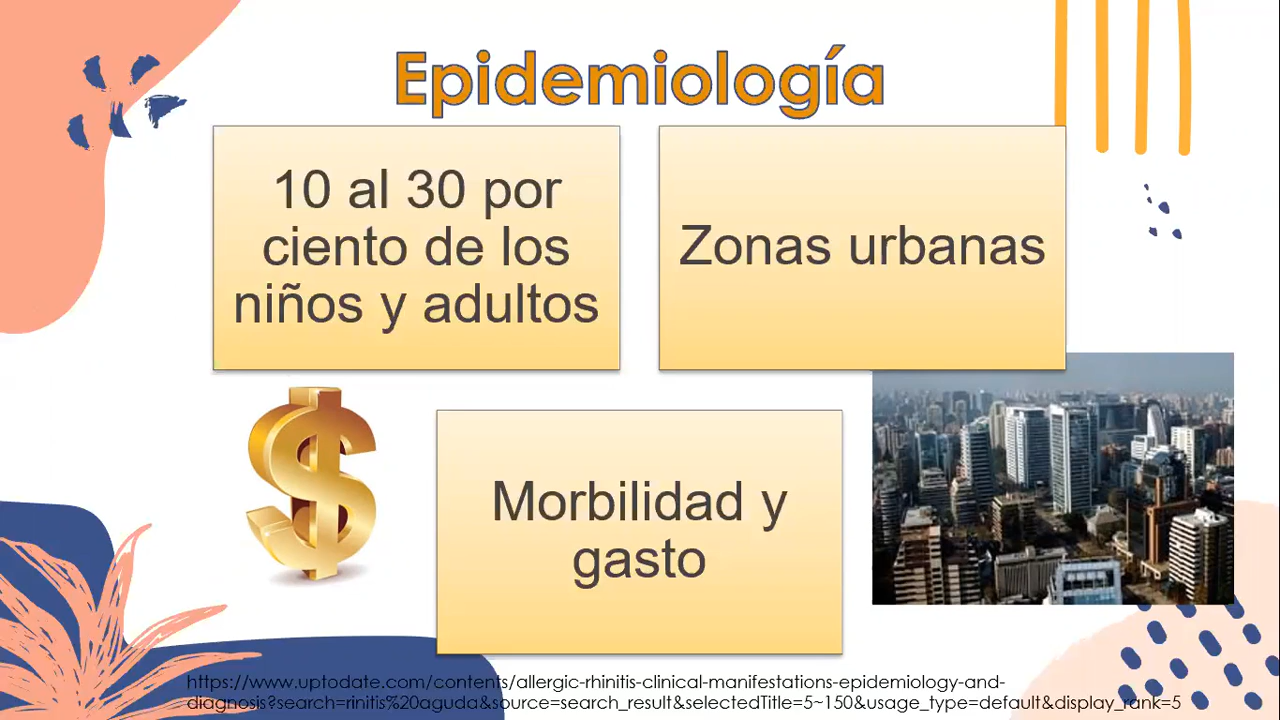 Epidemiología
10 al 30 por
ciento de los
niños y adultos
Zonas urbanas
Morbilidad y
gasto
https://www.uptodate.com/contents/allergic-rhinitis-clinical-manifestations-epidemiology-and-
diagnosis?search=rinitis%20aguda&source=search_result&selectedTitle=5~150&usage_type=default&display_rank=5